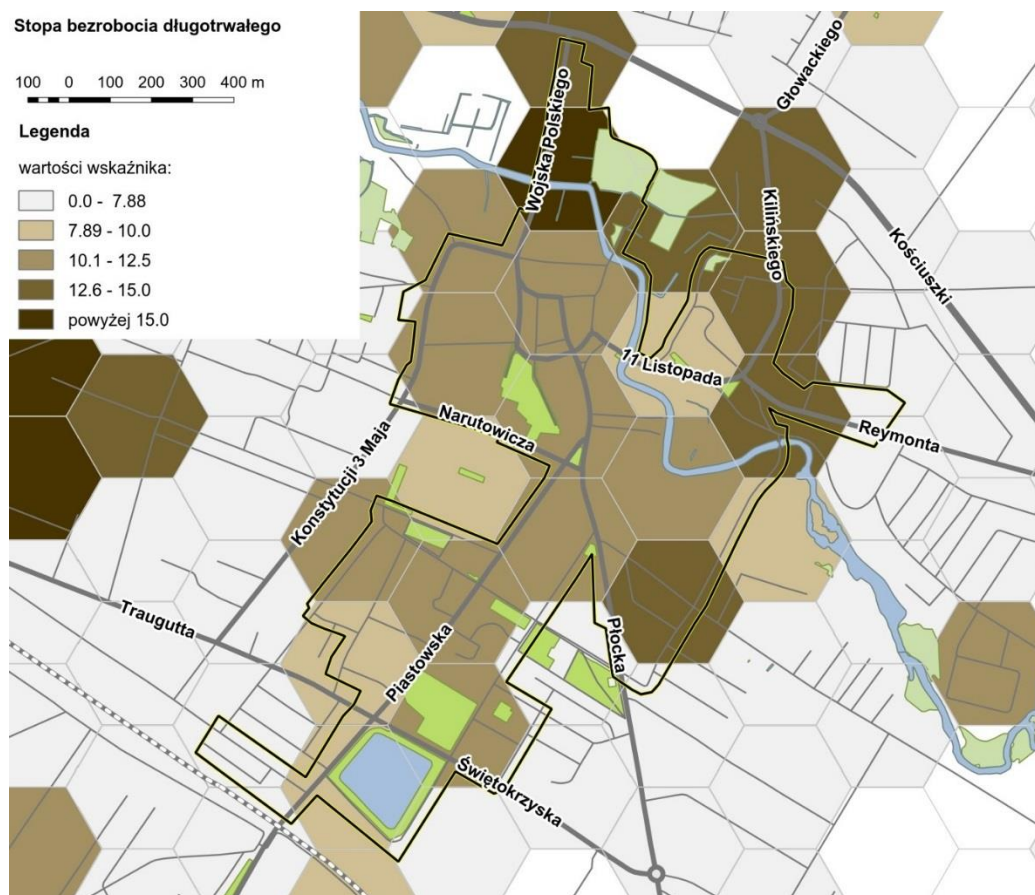 Stopa bezrobocia długotrwałego
100 0 100 200 300 400 m
Legenda
wartości wskaźnika:
0.0 - 7.88
7.89 - 10.0
10.1 - 12.5
12.6 - 15.0
powyżej 15.0
Głowackiego
Wojska Polskiego
Kilińskiego
Kościuszki
11 Listopada
Narutowicza
Reymonta
Konstytucji 3 Maja
Traugutta
Piastowska
Płocka
Świętokrzyska